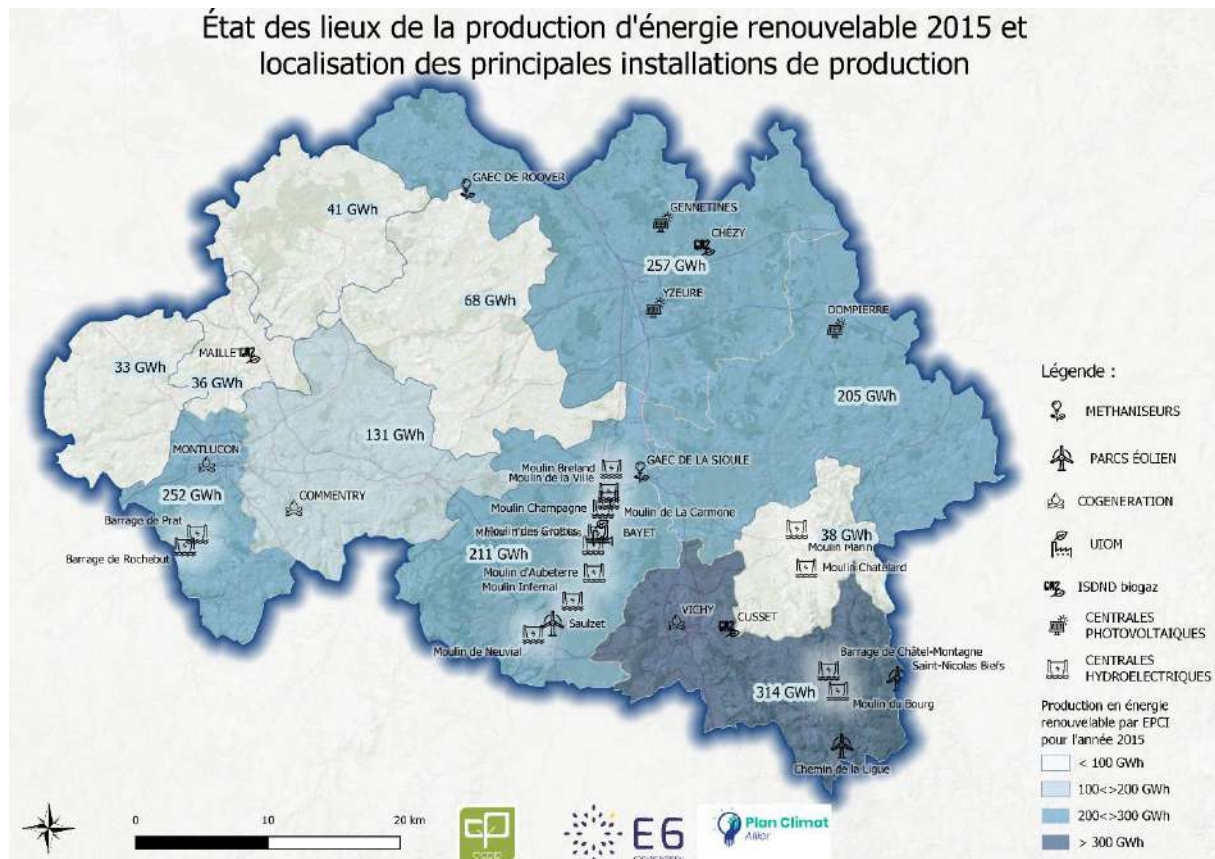 État des lieux de la production d'énergie renouvelable 2015 et
localisation des principales installations de production
GAEC DE ROOVER
41 GWh
GENNETINES
CHÉZY
257 GWh
68 GWh
YZEURE
DOMPIERRE
MAILLET
33 GWh
36 GWh
205 GWh
131 GWh
MONTLUCON
GAEC DE LA SIOULE
Moulin Breland
Moulin de la Ville
252 GWh
COMMENTRY
Moulin Champagne
Moulin de La Carmone
Barrage de Prat
BAYET
38 GWh
Barrage de Rochebut
211 GWh
Moulin Marin
Moulin d'Aubeterre
Moulin Chatelard
Moulin Infernal
VICHY
CUSSET
Saulzet
Moulin de Neuvial
Barrage de Châtel-Montagne
Saint-Nicolas Biefs
314 GWh
Moulin du Bourg
Chemin de la Ligue
Légende :
METHANISEURS
PARCS ÉOLIEN
COGENERATION
UIOM
ISDND biogaz
CENTRALES
PHOTOVOLTAIQUES
CENTRALES
HYDROELECTRIQUES
Production en énergie
renouvelable par EPCI
pour l'année 2015
< 100 GWh
100<>200 GWh
200<>300 GWh
> 300 GWh
0 10 20 km
E6
Plan Climat
Allier